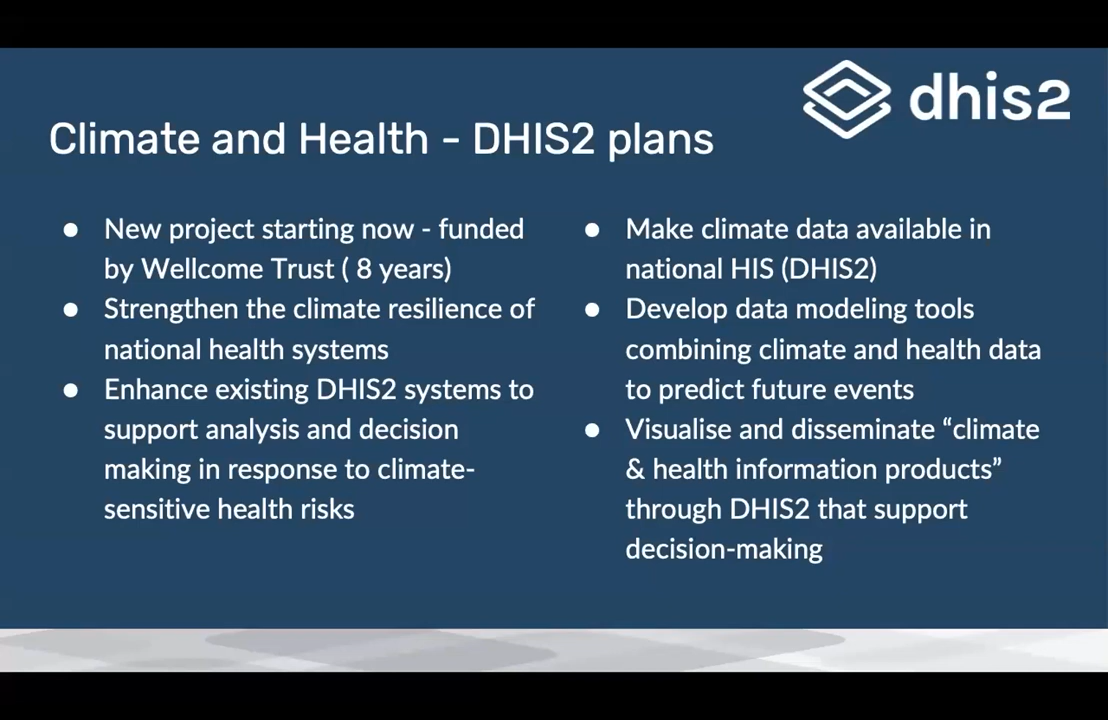 dhis2
Climate and Health - DHIS2 plans
● New project starting now - funded
by Wellcome Trust ( 8 years)
● Strengthen the climate resilience of
national health systems
● Enhance existing DHIS2 systems to
support analysis and decision
making in response to climate-
sensitive health risks
● Make climate data available in
national HIS (DHIS2)
● Develop data modeling tools
combining climate and health data
to predict future events
● Visualise and disseminate “climate
& health information products”
through DHIS2 that support
decision-making